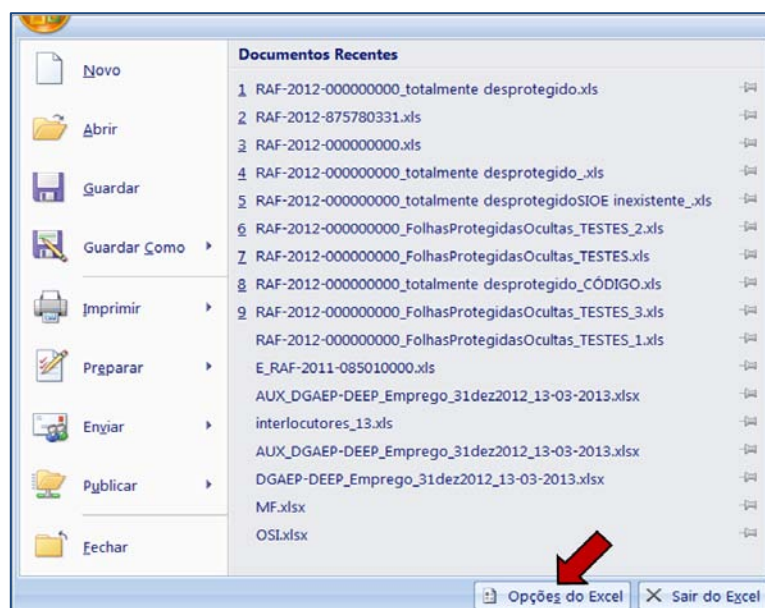 Novo
Abrir
Guardar
Guardar Como
Imprimir
Preparar
Enviar
Publicar
Fechar
Documentos Recentes
1 RAF-2012-000000000_totalmente desprotegido.xls
2 RAF-2012-875780331.xls
3 RAF-2012-000000000.xls
4 RAF-2012-000000000_totalmente desprotegido_.xls
5 RAF-2012-000000000_totalmente desprotegidoSIOE inexistente_.xls
6 RAF-2012-000000000_FolhasProtegidasOcultas_TESTES_2.xls
7 RAF-2012-000000000_FolhasProtegidasOcultas_TESTES.xls
8 RAF-2012-000000000_totalmente desprotegido_CÓDIGO.xls
9 RAF-2012-000000000_FolhasProtegidasOcultas_TESTES_3.xls
RAF-2012-000000000_FolhasProtegidasOcultas_TESTES_1.xls
E_RAF-2011-085010000.xls
AUX_DGAEP-DEEP_Emprego_31dez2012_13-03-2013.xlsx
interlocutores_13.xls
AUX_DGAEP-DEEP_Emprego_31dez2012_13-03-2013.xlsx
DGAEP-DEEP_Emprego_31dez2012_13-03-2013.xlsx
MF.xlsx
OSI.xlsx
Opções do Excel
Sair do Excel